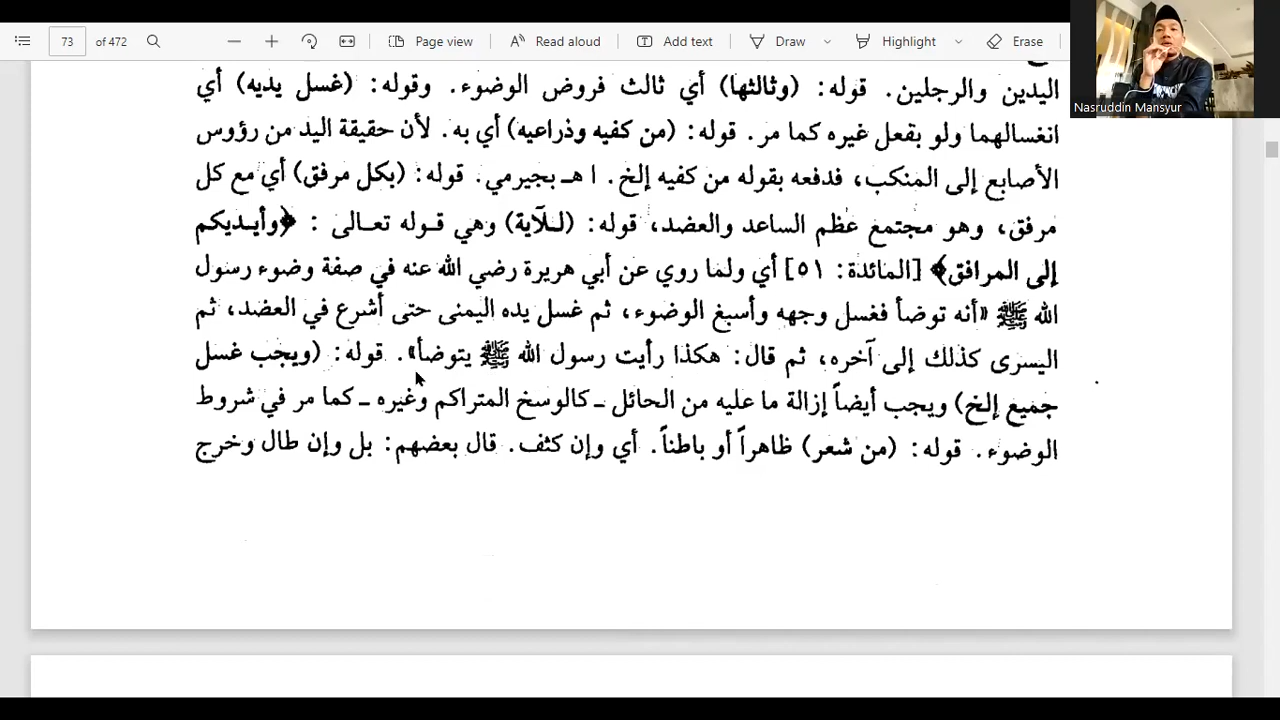 73 of 472 Page view Read aloud Add text Draw Highlight Erase
Nasruddin Mansyur
اليدين والرجلين. قوله: (وثالثها) أي ثالث فروض الوضوء. وقوله: (غسل يديه) أي
انغسالهما ولو بفعل غيره كما مر. قوله: (من كفيه وذراعيه) أي به. لأن حقيقة اليد من رؤوس
الأصابع إلى المنكب، فدفعه بقوله من كفيه إلخ. ا هـ بجيرمي. قوله: (بكل مرفق) أي مع كل
مرفق، وهو مجتمع عظم الساعد والعضد، قوله: (للآية) وهي قوله تعالى : ﴿وأيديكم
إلى المرافق﴾ [المائدة: ٥١] أي ولما روي عن أبي هريرة رضي الله عنه في صفة وضوء رسول
الله ﷺ «أنه توضأ فغسل وجهه وأسبغ الوضوء، ثم غسل يده اليمنى حتى أشرع في العضد، ثم
اليسرى كذلك إلى آخره، ثم قال: هكذا رأيت رسول الله ﷺ يتوضأ». قوله: (ويجب غسل
جميع إلخ) ويجب أيضاً إزالة ما عليه من الحائل ـ كالوسخ المتراكم وغيره ـ كما مر في شروط
الوضوء. قوله: (من شعر) ظاهراً أو باطناً. أي وإن كثف. قال بعضهم: بل وإن طال وخرج